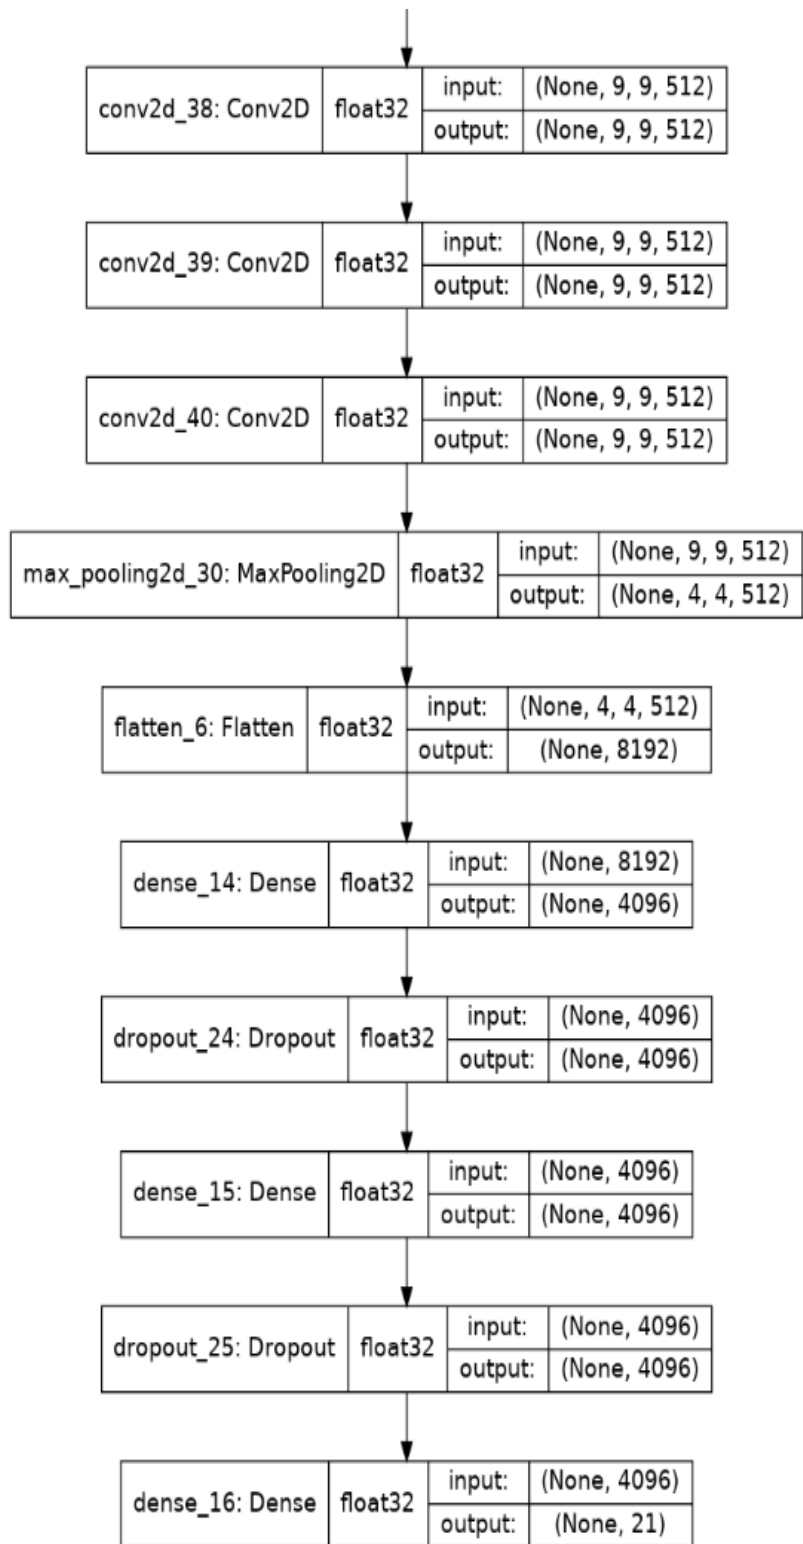 conv2d_38: Conv2D float32 input: (None, 9, 9, 512)
output: (None, 9, 9, 512)
conv2d_39: Conv2D float32 input: (None, 9, 9, 512)
output: (None, 9, 9, 512)
conv2d_40: Conv2D float32 input: (None, 9, 9, 512)
output: (None, 9, 9, 512)
max_pooling2d_30: MaxPooling2D float32 input: (None, 9, 9, 512)
output: (None, 4, 4, 512)
flatten_6: Flatten float32 input: (None, 4, 4, 512)
output: (None, 8192)
dense_14: Dense float32 input: (None, 8192)
output: (None, 4096)
dropout_24: Dropout float32 input: (None, 4096)
output: (None, 4096)
dense_15: Dense float32 input: (None, 4096)
output: (None, 4096)
dropout_25: Dropout float32 input: (None, 4096)
output: (None, 4096)
dense_16: Dense float32 input: (None, 4096)
output: (None, 21)